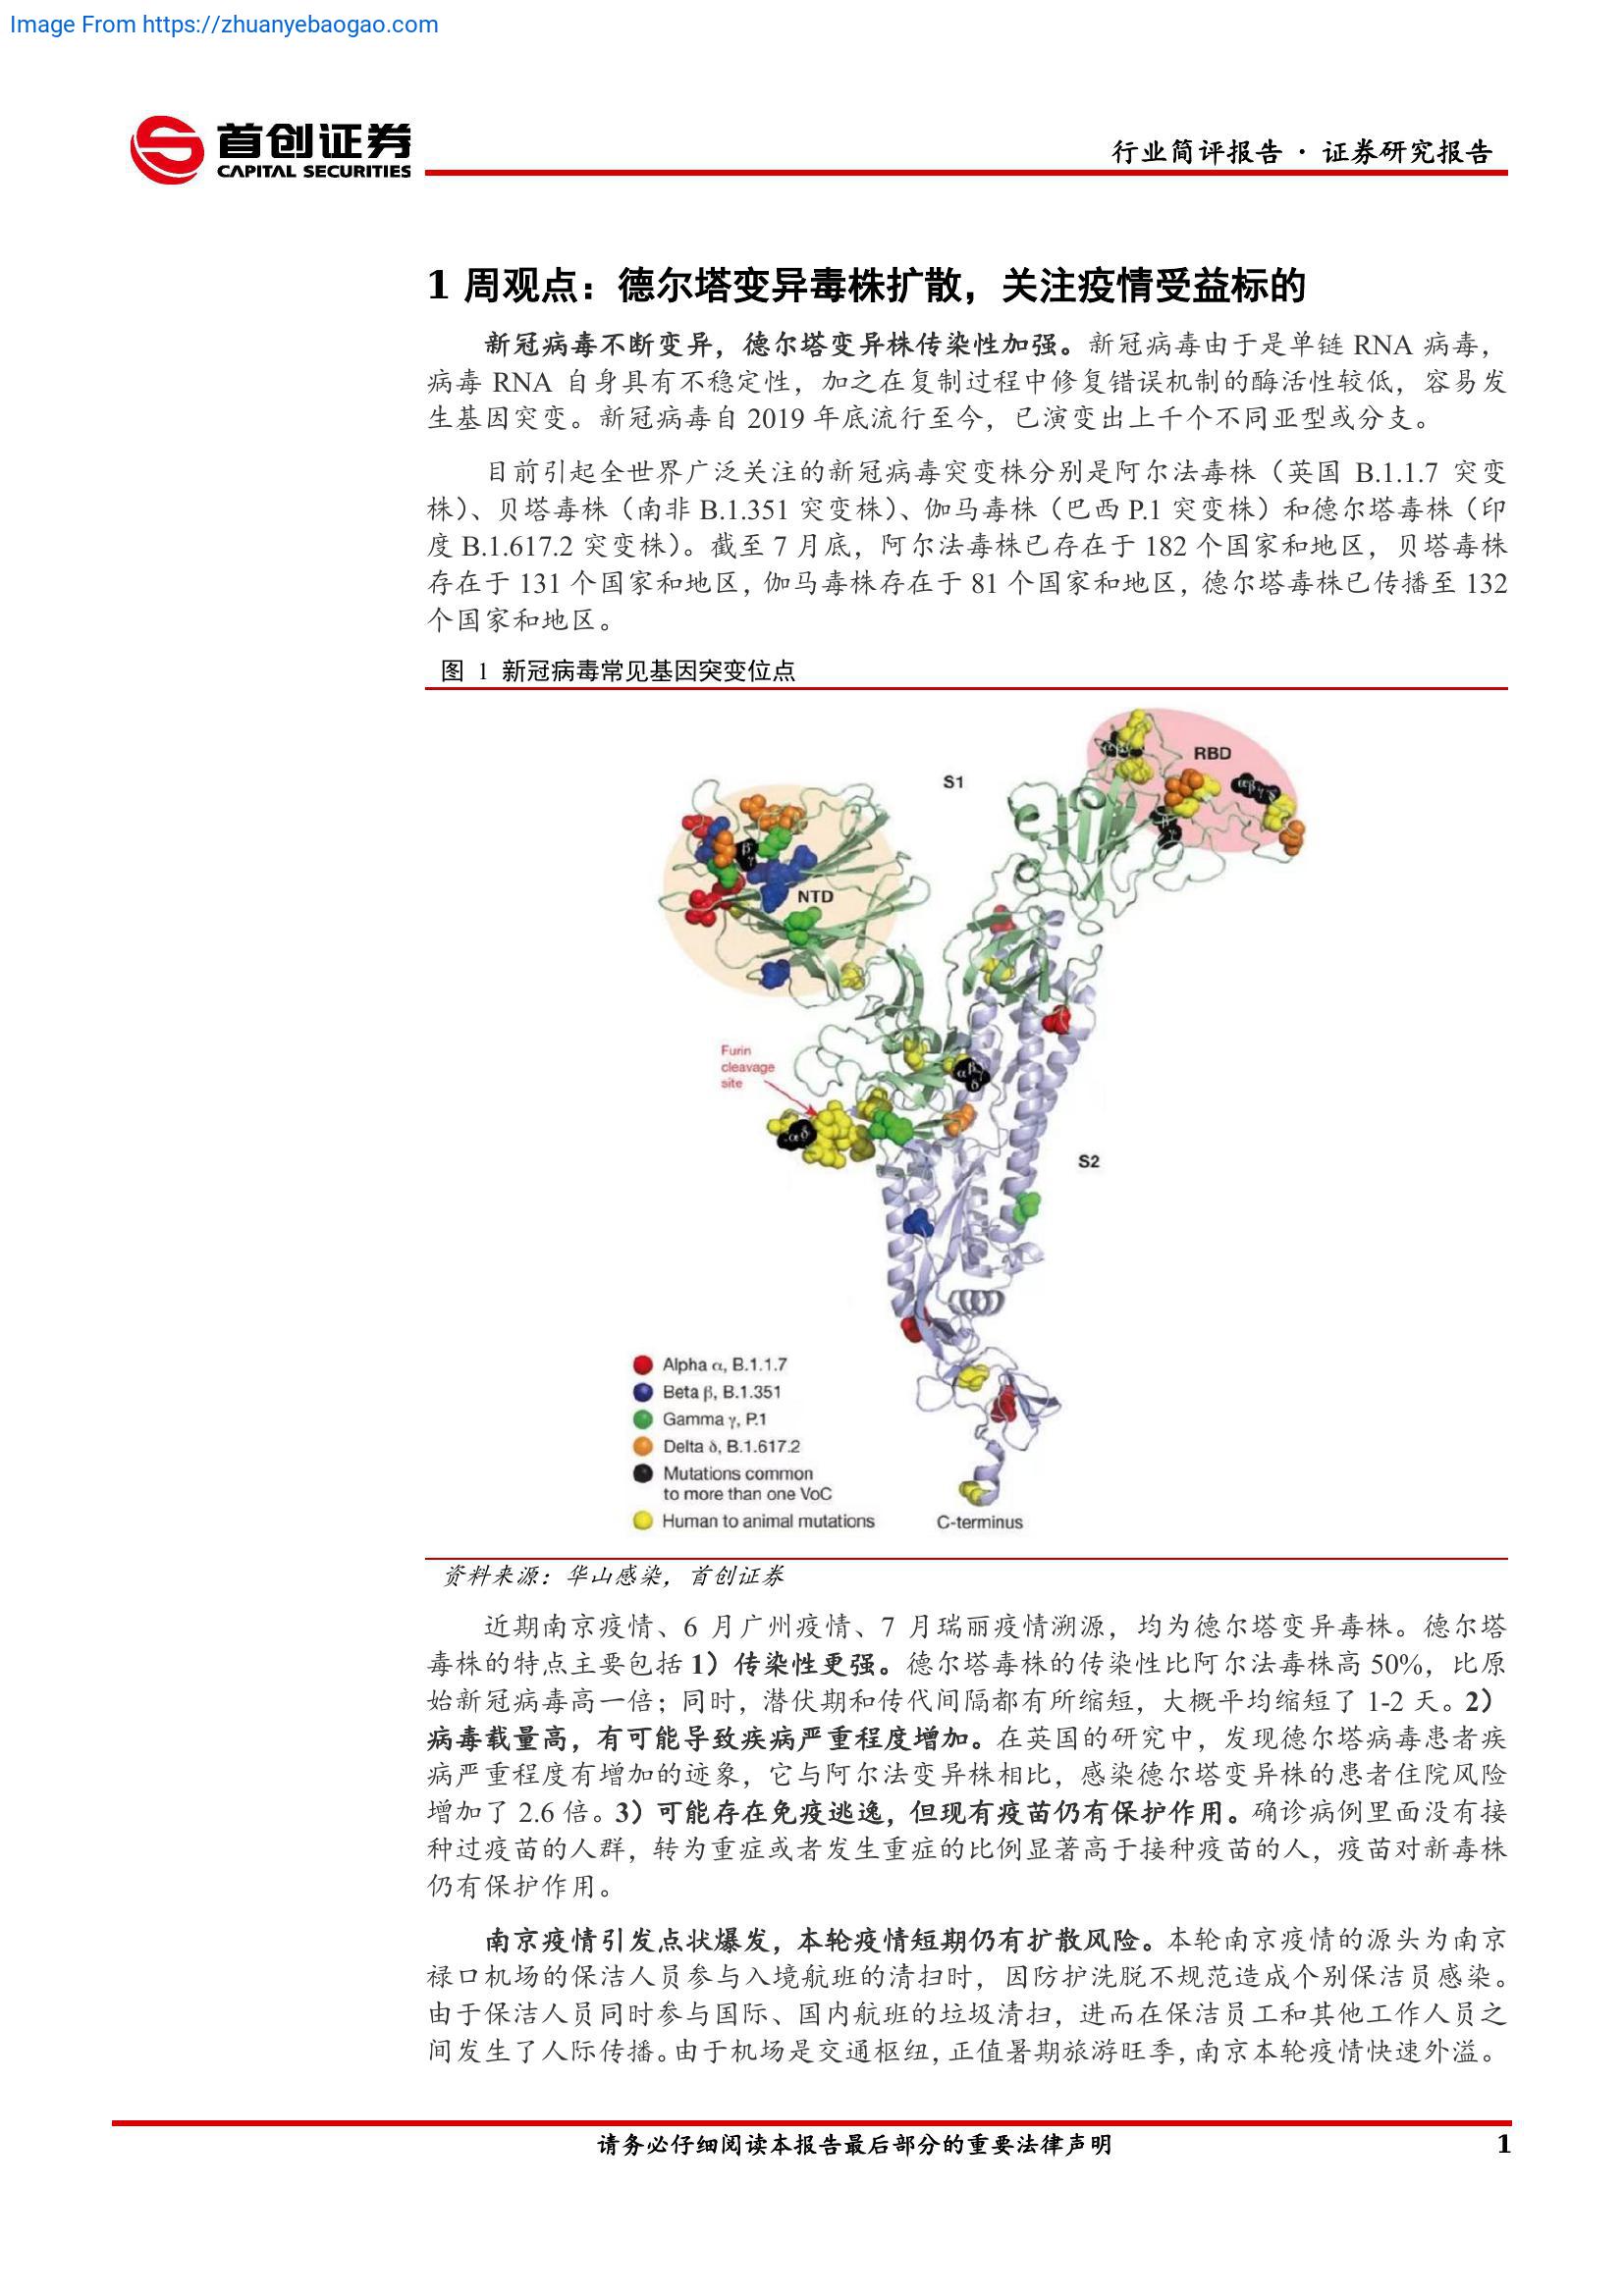 Image From https://zhuanyebaogao.com
首创证券
CAPITAL SECURITIES
行业简评报告 · 证券研究报告
1 周观点：德尔塔变异毒株扩散，关注疫情受益标的
新冠病毒不断变异，德尔塔变异株传染性加强。新冠病毒由于是单链 RNA 病毒，
病毒 RNA 自身具有不稳定性，加之在复制过程中修复错误机制的酶活性较低，容易发
生基因突变。新冠病毒自 2019 年底流行至今，已演变出上千个不同亚型或分支。
目前引起全世界广泛关注的新冠病毒突变株分别是阿尔法毒株（英国 B.1.1.7 突变
株）、贝塔毒株（南非 B.1.351 突变株）、伽马毒株（巴西 P.1 突变株）和德尔塔毒株（印
度 B.1.617.2 突变株）。截至 7 月底，阿尔法毒株已存在于 182 个国家和地区，贝塔毒株
存在于 131 个国家和地区，伽马毒株存在于 81 个国家和地区，德尔塔毒株已传播至 132
个国家和地区。
图 1 新冠病毒常见基因突变位点
RBD
S1
NTD
Furin
cleavage
site
S2
Alpha α, B.1.1.7
Beta β, B.1.351
Gamma γ, P.1
Delta δ, B.1.617.2
Mutations common
to more than one VoC
Human to animal mutations
C-terminus
资料来源：华山感染，首创证券
近期南京疫情、6 月广州疫情、7 月瑞丽疫情溯源，均为德尔塔变异毒株。德尔塔
毒株的特点主要包括 1）传染性更强。德尔塔毒株的传染性比阿尔法毒株高 50%，比原
始新冠病毒高一倍；同时，潜伏期和传代间隔都有所缩短，大概平均缩短了 1-2 天。2）
病毒载量高，有可能导致疾病严重程度增加。在英国的研究中，发现德尔塔病毒患者疾
病严重程度有增加的迹象，它与阿尔法变异株相比，感染德尔塔变异株的患者住院风险
增加了 2.6 倍。3）可能存在免疫逃逸，但现有疫苗仍有保护作用。确诊病例里面没有接
种过疫苗的人群，转为重症或者发生重症的比例显著高于接种疫苗的人，疫苗对新毒株
仍有保护作用。
南京疫情引发点状爆发，本轮疫情短期仍有扩散风险。本轮南京疫情的源头为南京
禄口机场的保洁人员参与入境航班的清扫时，因防护洗脱不规范造成个别保洁员感染。
由于保洁人员同时参与国际、国内航班的垃圾清扫，进而在保洁员工和其他工作人员之
间发生了人际传播。由于机场是交通枢纽，正值暑期旅游旺季，南京本轮疫情快速外溢。
请务必仔细阅读本报告最后部分的重要法律声明
1